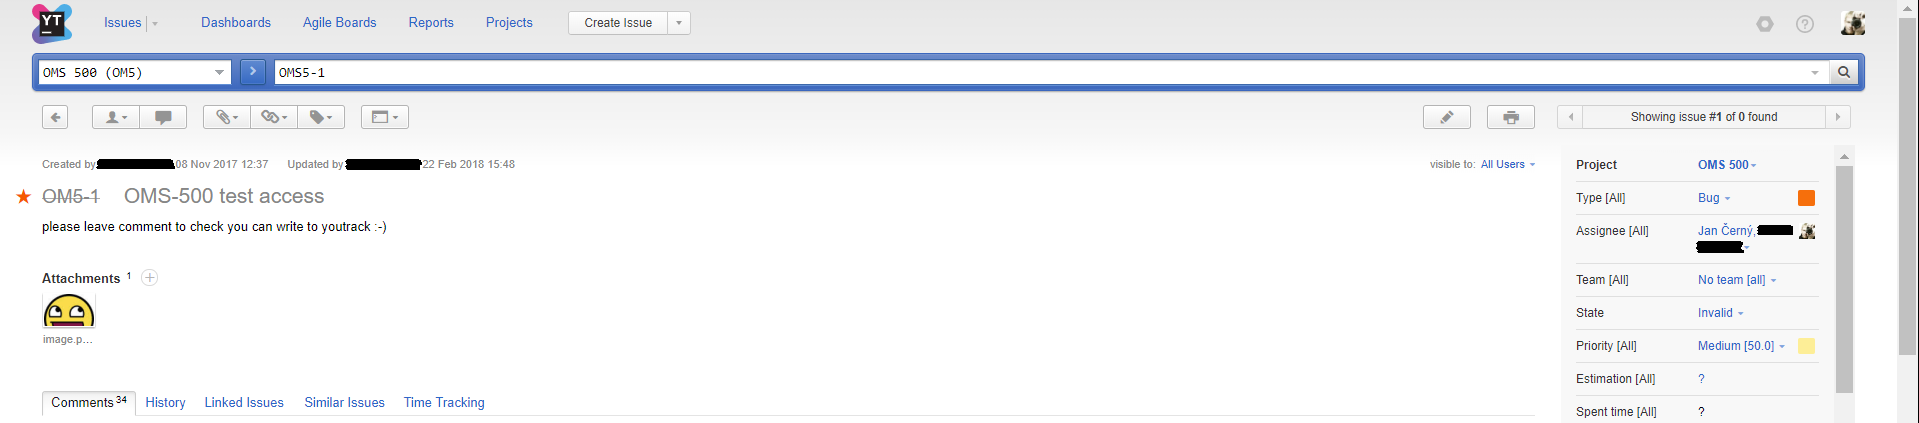 YT
Issues Dashboards Agile Boards Reports Projects Create Issue
OMS 500 (OM5) OMS5-1
Showing issue #1 of 0 found
Created by 08 Nov 2017 12:37 Updated by 22 Feb 2018 15:48 visible to: All Users
OM5-1 OMS-500 test access
please leave comment to check you can write to youtrack :-)
Attachments 1
image.p...
Comments 34 History Linked Issues Similar Issues Time Tracking
Project OMS 500
Type [All] Bug
Assignee [All] Jan Černý,
Team [All] No team [all]
State Invalid
Priority [All] Medium [50.0]
Estimation [All] ?
Spent time [All] ?